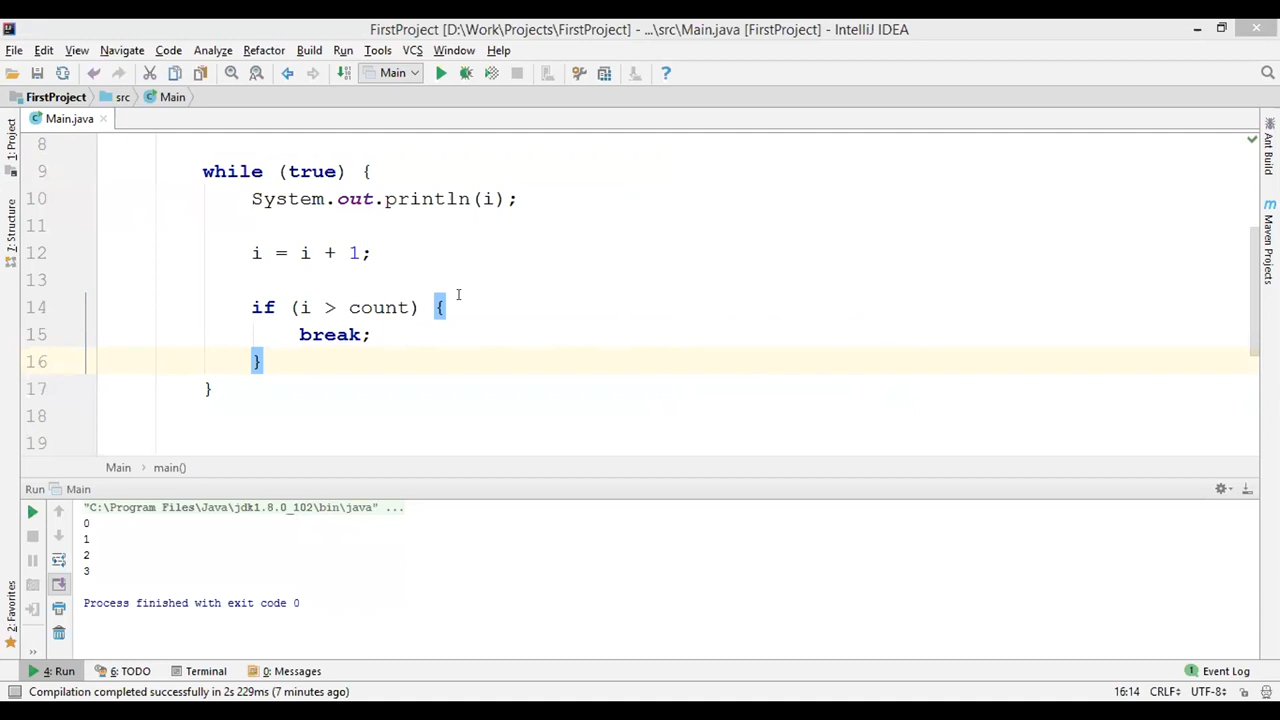 FirstProject [D:\Work\Projects\FirstProject] - ...\src\Main.java [FirstProject] - IntelliJ IDEA
File Edit View Navigate Code Analyze Refactor Build Run Tools VCS Window Help
Main
FirstProject src Main
Main.java
1: Project
Z: Structure
2: Favorites
Ant Build
Maven Projects
8
9 while (true) {
10 System.out.println(i);
11
12 i = i + 1;
13
14 if (i > count) {
15 break;
16 }
17 }
18
19
Main main()
Run Main
"C:\Program Files\Java\jdk1.8.0_102\bin\java" ...
0
1
2
3
Process finished with exit code 0
4: Run 6: TODO Terminal 0: Messages Event Log
Compilation completed successfully in 2s 229ms (7 minutes ago) 16:14 CRLF UTF-8